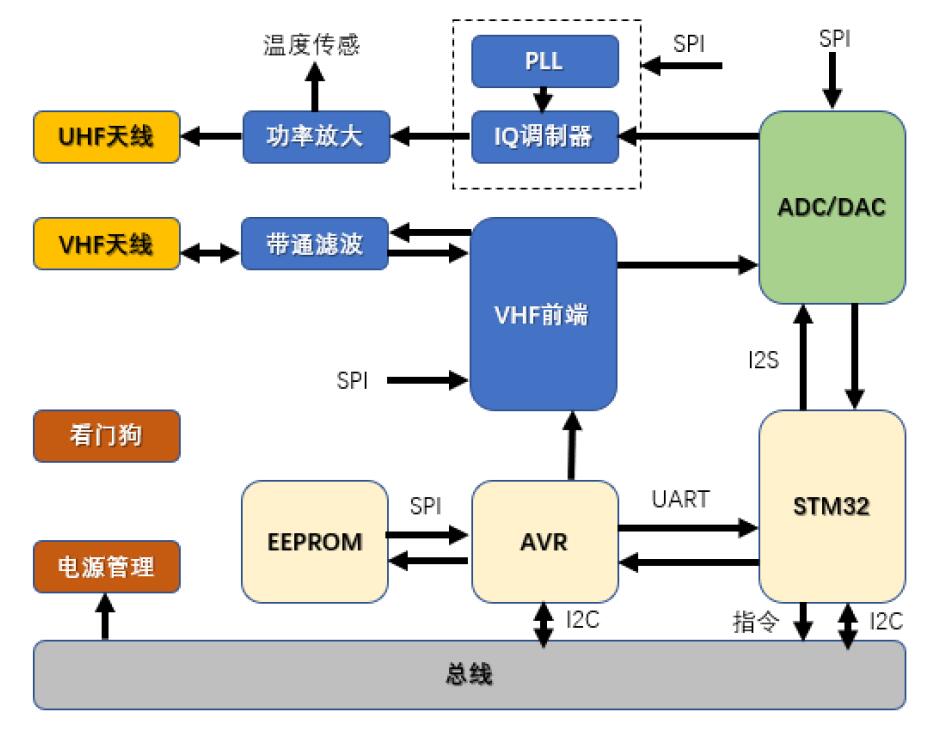 温度传感
PLL
SPI
SPI
UHF天线
功率放大
IQ调制器
ADC/DAC
VHF天线
带通滤波
VHF前端
I2S
SPI
看门狗
EEPROM
SPI
AVR
UART
STM32
电源管理
I2C
指令
I2C
总线